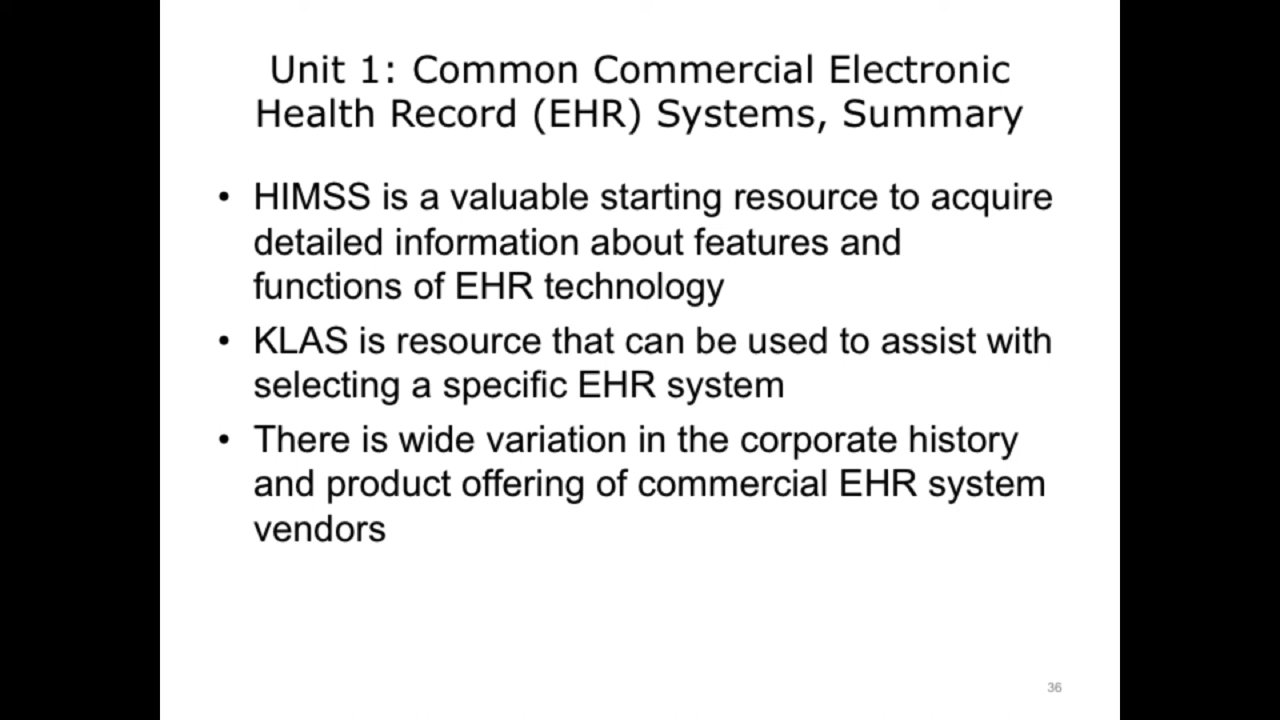 Unit 1: Common Commercial Electronic
Health Record (EHR) Systems, Summary
• HIMSS is a valuable starting resource to acquire
detailed information about features and
functions of EHR technology
• KLAS is resource that can be used to assist with
selecting a specific EHR system
• There is wide variation in the corporate history
and product offering of commercial EHR system
vendors
36